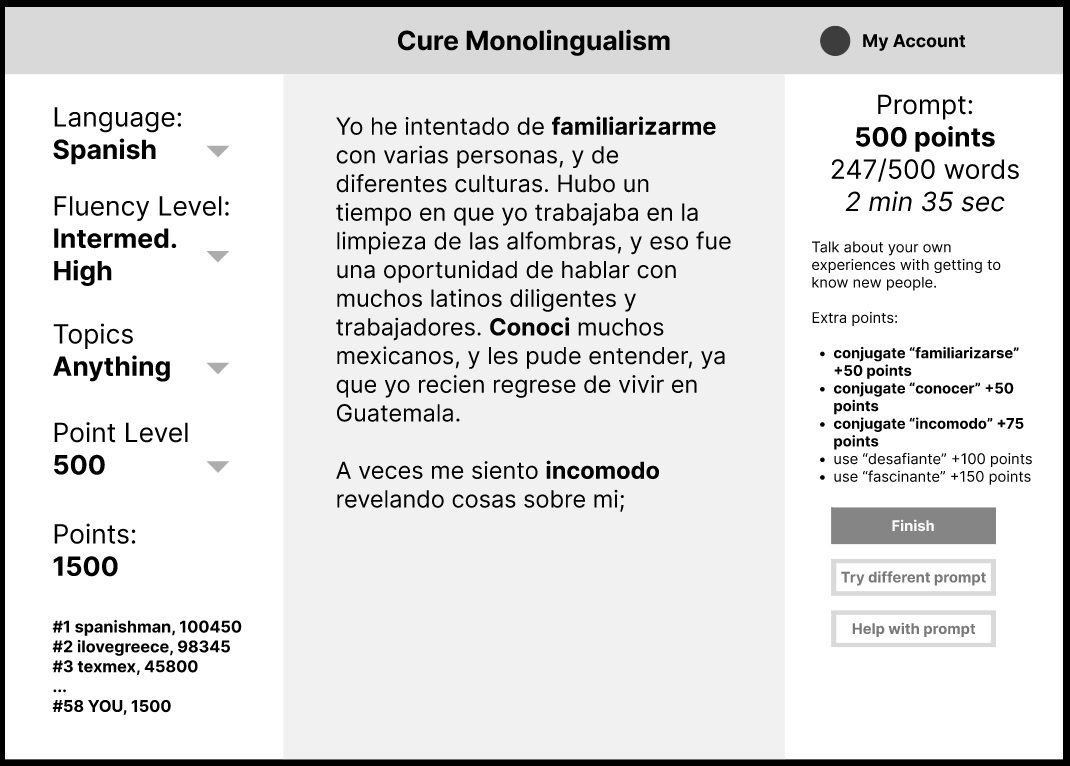 Cure Monolingualism
My Account
Language:
Spanish
Fluency Level:
Intermed.
High
Topics
Anything
Point Level
500
Points:
1500
#1 spanishman, 100450
#2 ilovegreece, 98345
#3 texmex, 45800
...
#58 YOU, 1500
Yo he intentado de familiarizarme
con varias personas, y de
diferentes culturas. Hubo un
tiempo en que yo trabajaba en la
limpieza de las alfombras, y eso fue
una oportunidad de hablar con
muchos latinos diligentes y
trabajadores. Conoci muchos
mexicanos, y les pude entender, ya
que yo recien regrese de vivir en
Guatemala.
A veces me siento incomodo
revelando cosas sobre mi;
Prompt:
500 points
247/500 words
2 min 35 sec
Talk about your own
experiences with getting to
know new people.
Extra points:
• conjugate “familiarizarse”
+50 points
• conjugate “conocer” +50
points
• conjugate “incomodo” +75
points
• use “desafiante” +100 points
• use “fascinante” +150 points
Finish
Try different prompt
Help with prompt